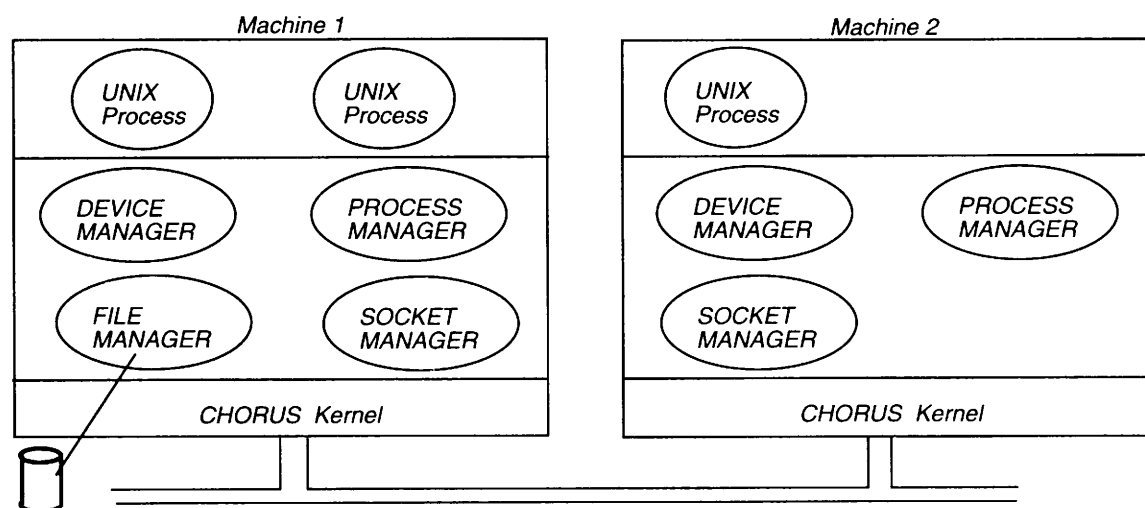 Machine 1
Machine 2
UNIX
Process
UNIX
Process
UNIX
Process
DEVICE
MANAGER
PROCESS
MANAGER
DEVICE
MANAGER
PROCESS
MANAGER
FILE
MANAGER
SOCKET
MANAGER
SOCKET
MANAGER
CHORUS Kernel
CHORUS Kernel